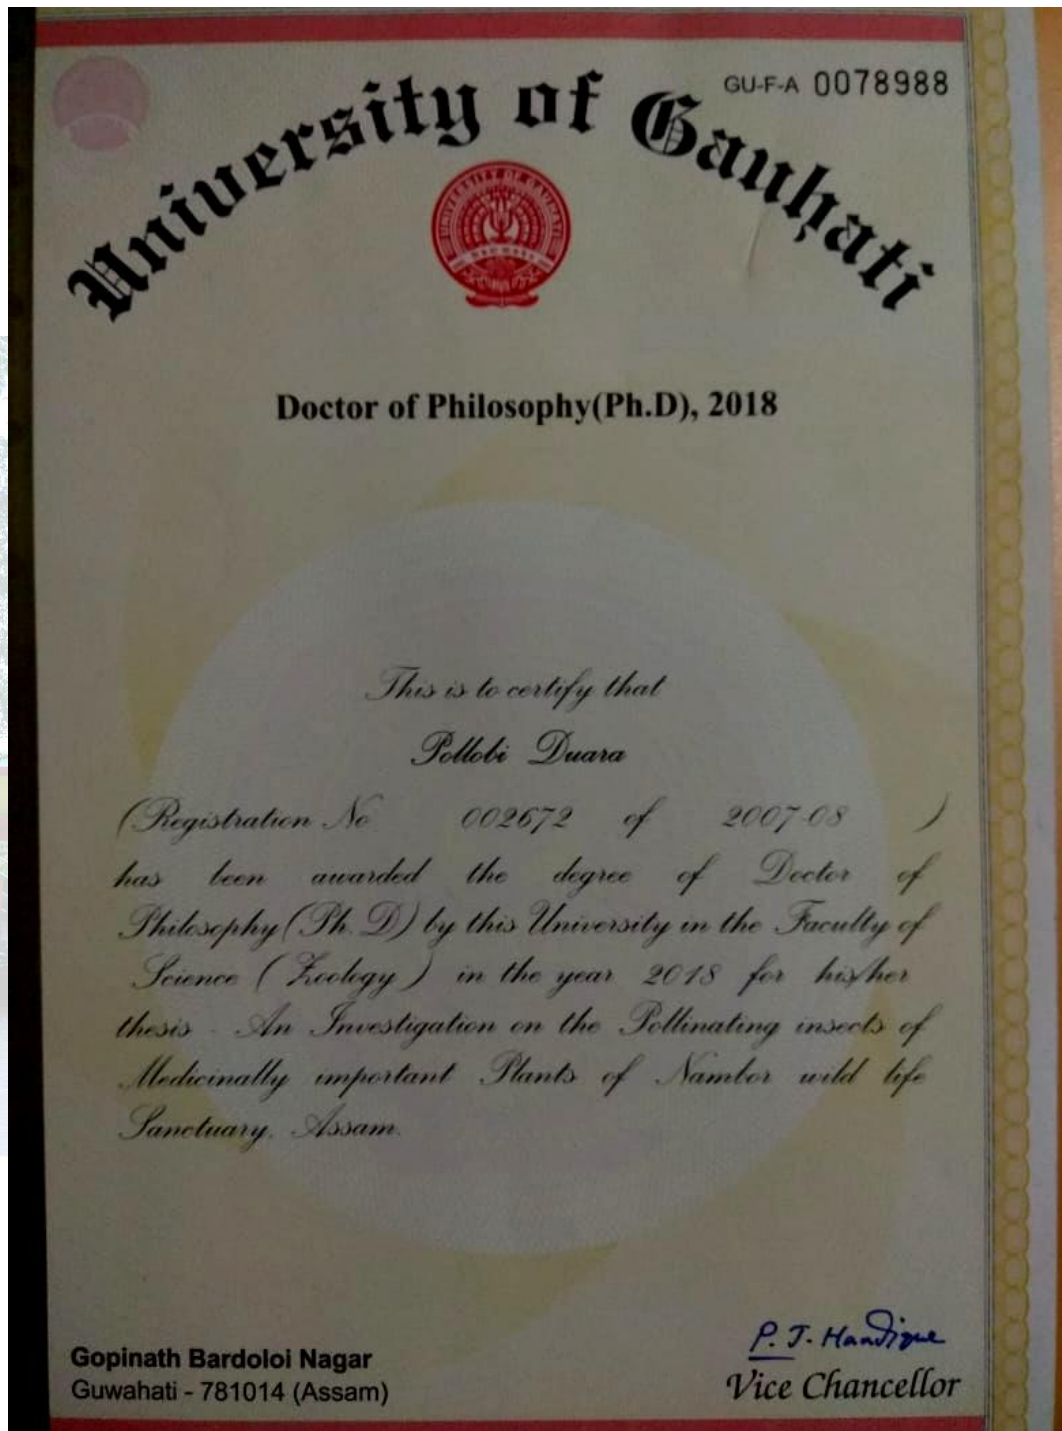 GU-F-A 0078988
University of Gauhati
UNIVERSITY OF GAUHATI
Doctor of Philosophy(Ph.D), 2018
This is to certify that
Pollobi Duara
(Registration No 002672 of 2007-08 )
has been awarded the degree of Doctor of
Philosophy (Ph. D) by this University in the Faculty of
Science ( Zoology ) in the year 2018 for his/her
thesis - An Investigation on the Pollinating insects of
Medicinally important Plants of Nambor wild life
Sanctuary, Assam.
P. J. Handique
Gopinath Bardoloi Nagar
Guwahati - 781014 (Assam)
Vice Chancellor